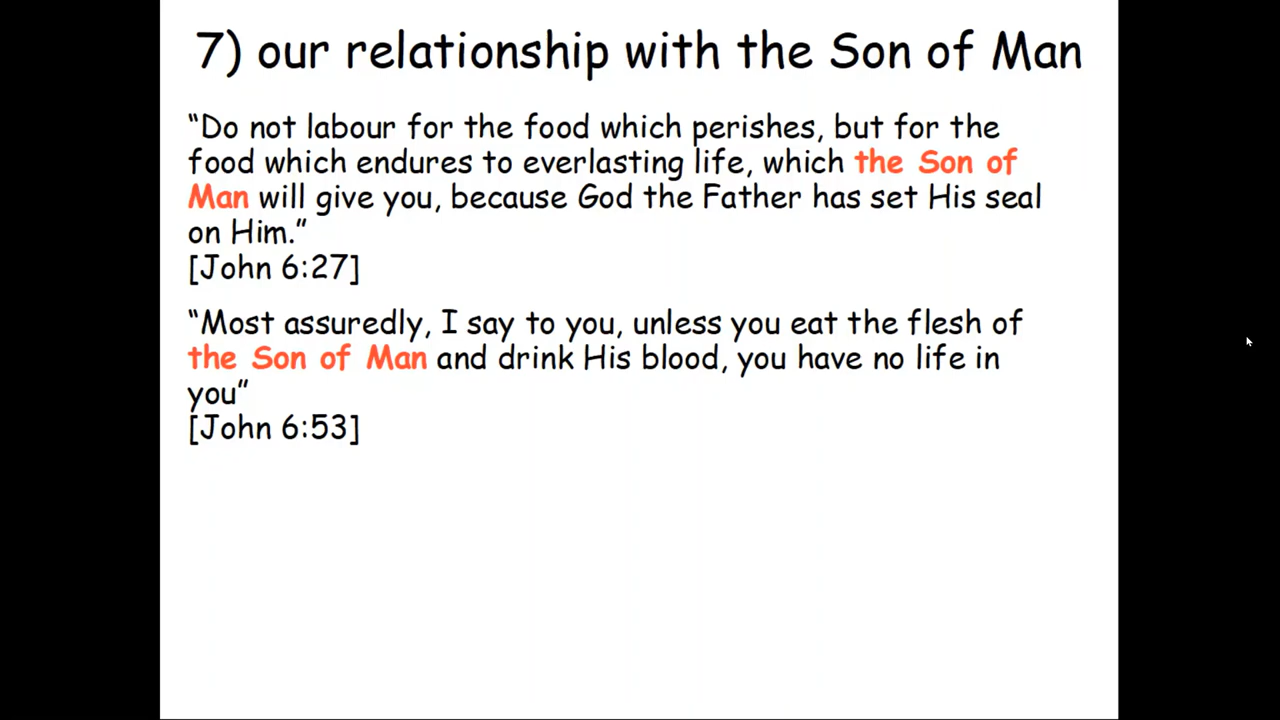 7) our relationship with the Son of Man
“Do not labour for the food which perishes, but for the
food which endures to everlasting life, which the Son of
Man will give you, because God the Father has set His seal
on Him.”
[John 6:27]
“Most assuredly, I say to you, unless you eat the flesh of
the Son of Man and drink His blood, you have no life in
you”
[John 6:53]